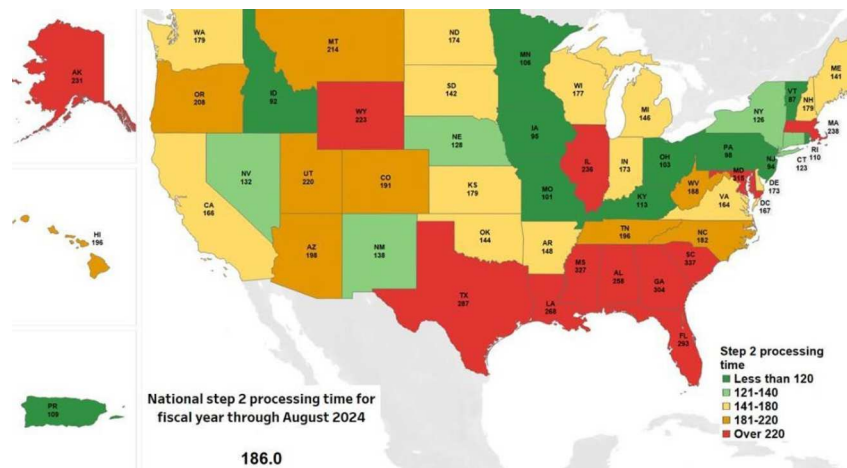 WA
179
MT
214
ND
174
MN
106
ME
141
AK
231
OR
208
ID
92
WY
223
SD
142
WI
177
MI
146
NY
126
VT
87
NH
179
MA
238
RI
110
CT
123
NV
132
UT
220
CO
191
NE
128
IA
95
IL
236
IN
173
OH
103
PA
NJ
94
MD
DE
173
DC
167
CA
166
KS
179
MO
101
KY
113
WV
188
VA
164
HI
196
AZ
198
NM
138
OK
144
AR
148
TN
196
NC
182
TX
287
LA
268
MS
327
AL
GA
304
SC
337
FL
293
PR
109
National step 2 processing time for
fiscal year through August 2024
186.0
Step 2 processing
time
Less than 120
121-140
141-180
181-220
Over 220